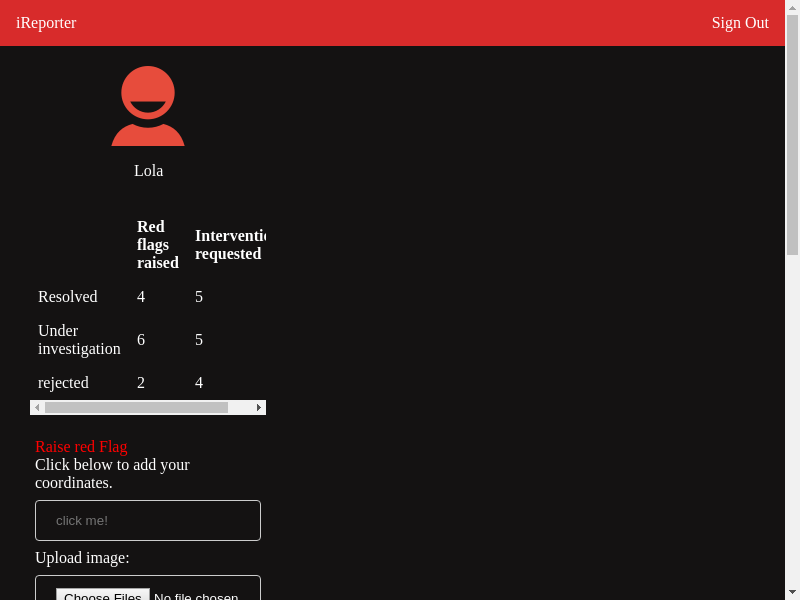 iReporter
Sign Out
Lola
Red flags raised
requested
Resolved 4 5
Under investigation 6 5
rejected 2 4
Raise red Flag
Click below to add your
coordinates.
click me!
Upload image:
Choose Files No file chosen